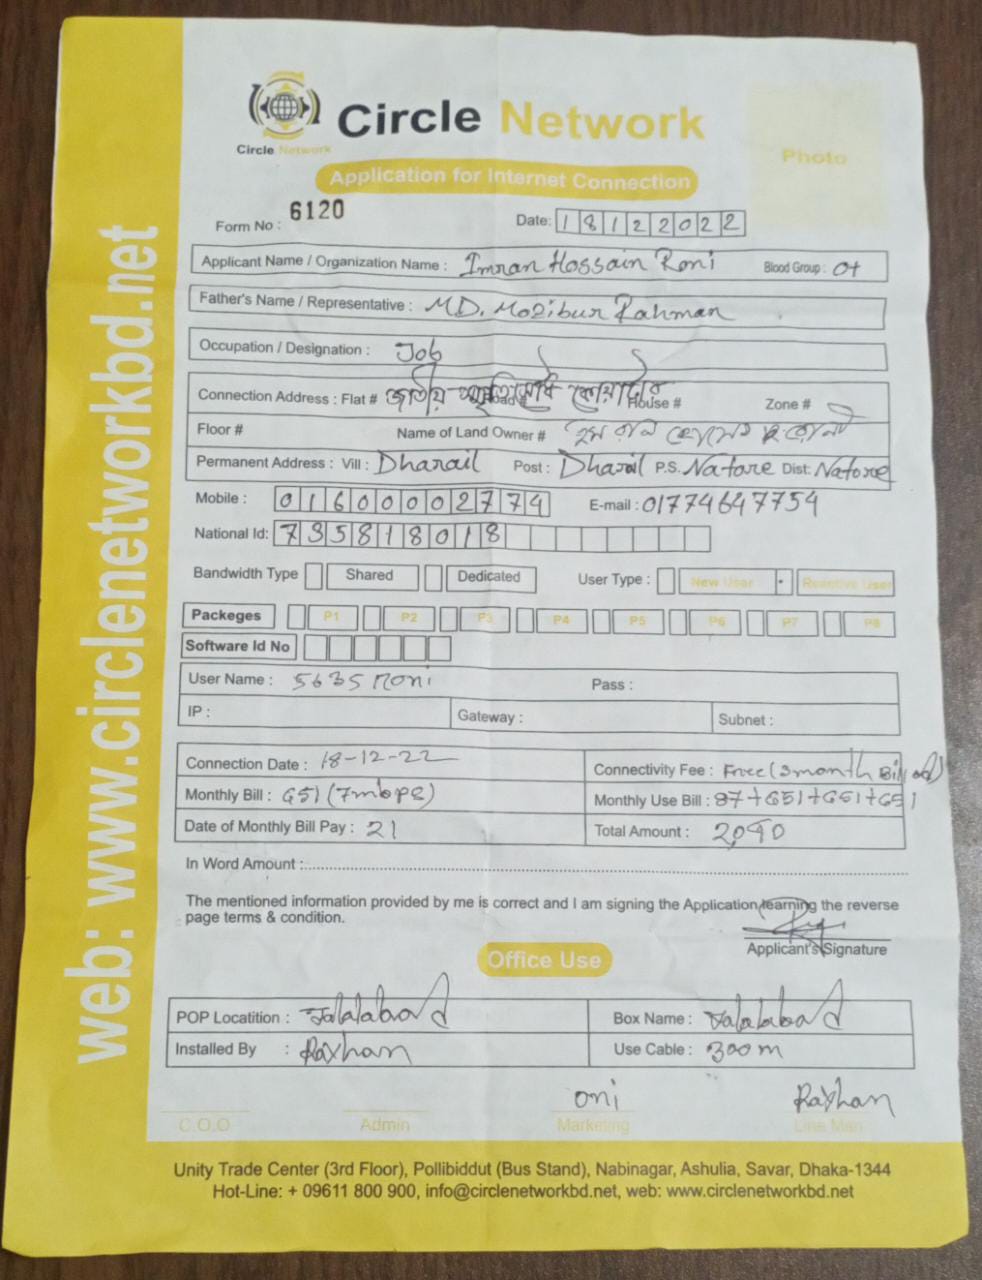 web: www.circlenetworkbd.net
Circle Network
Circle Network
Photo
Application for Internet Connection
Form No : 6120
Date: 18122022
Applicant Name / Organization Name : Imran Hossain Roni Blood Group : O+
Father's Name / Representative : MD. Mozibur Rahman
Occupation / Designation : Job
Connection Address : Flat # জাতীয় স্মৃতিসৌধ কোয়াটার House # Zone #
Floor # Name of Land Owner #
Permanent Address : Vill : Dharail Post : Dharail P.S. Natore Dist: Natore
Mobile : 01600002774 E-mail : 01774647754
National Id: 735818018
Bandwidth Type Shared Dedicated User Type : New User Reactive User
Packeges P1 P2 P3 P4 P5 P6 P7 P8
Software Id No
User Name : 5635 Roni Pass :
IP : Gateway : Subnet :
Connection Date : 18-12-22 Connectivity Fee : Free (3month Bill
Monthly Bill : 651 (7mbps) Monthly Use Bill : 87+651+651+651
Date of Monthly Bill Pay : 21 Total Amount : 2,040
In Word Amount :
The mentioned information provided by me is correct and I am signing the Application learning the reverse
page terms & condition.
Applicant's Signature
Office Use
POP Locatition : Jalalabad Box Name : Jalalabad
Installed By : Rayhan Use Cable : 300m
oni Rayhan
C.O.O Admin Marketing Line Man
Unity Trade Center (3rd Floor), Pollibiddut (Bus Stand), Nabinagar, Ashulia, Savar, Dhaka-1344
Hot-Line: + 09611 800 900, info@circlenetworkbd.net, web: www.circlenetworkbd.net